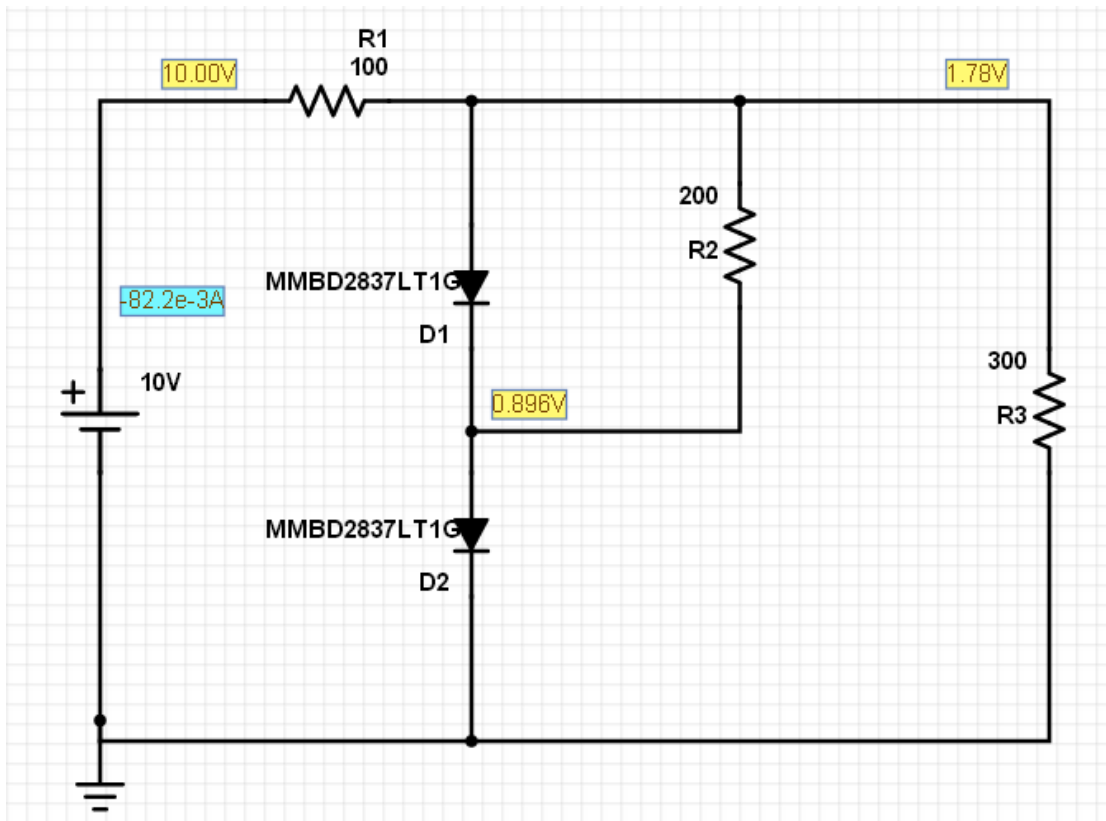 R1
100
10.00V
1.78V
200
R2
MMBD2837LT1G
D1
-82.2e-3A
10V
300
R3
0.896V
MMBD2837LT1G
D2